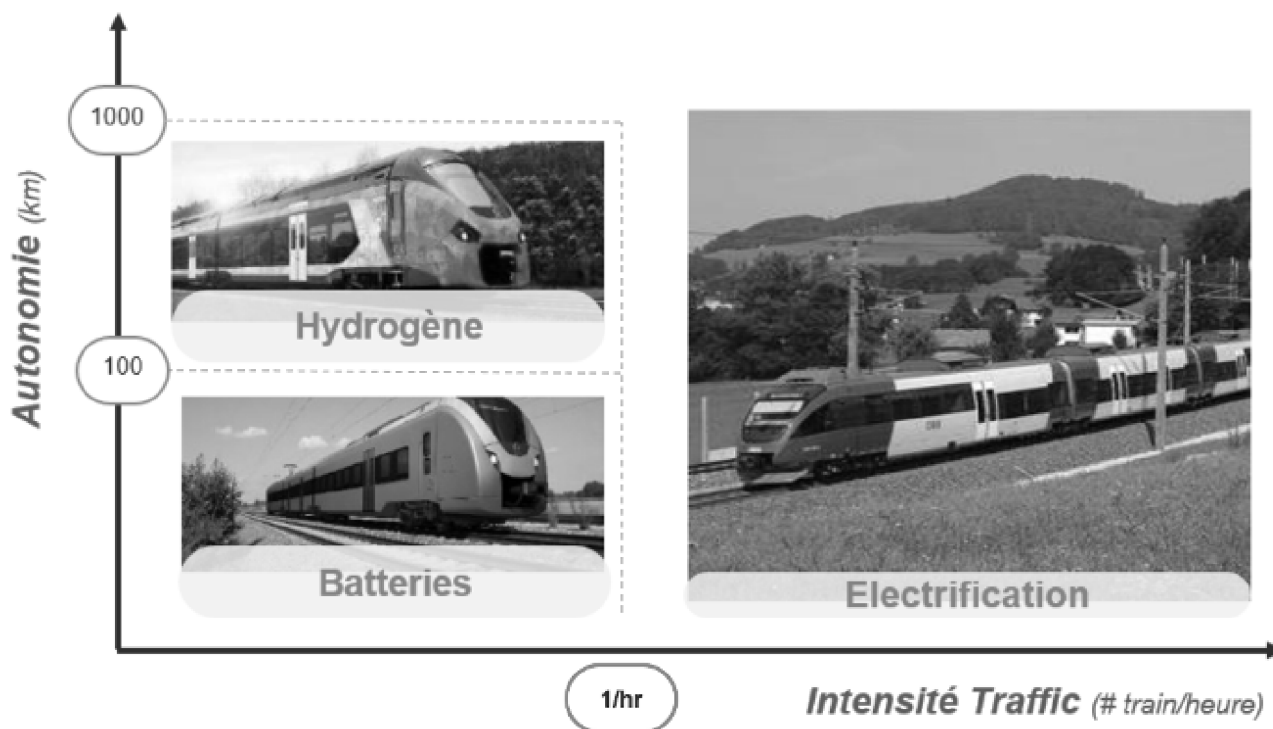 1000
Autonomie (km)
Hydrogène
100
Batteries
Electrification
1/hr
Intensité Traffic (# train/heure)